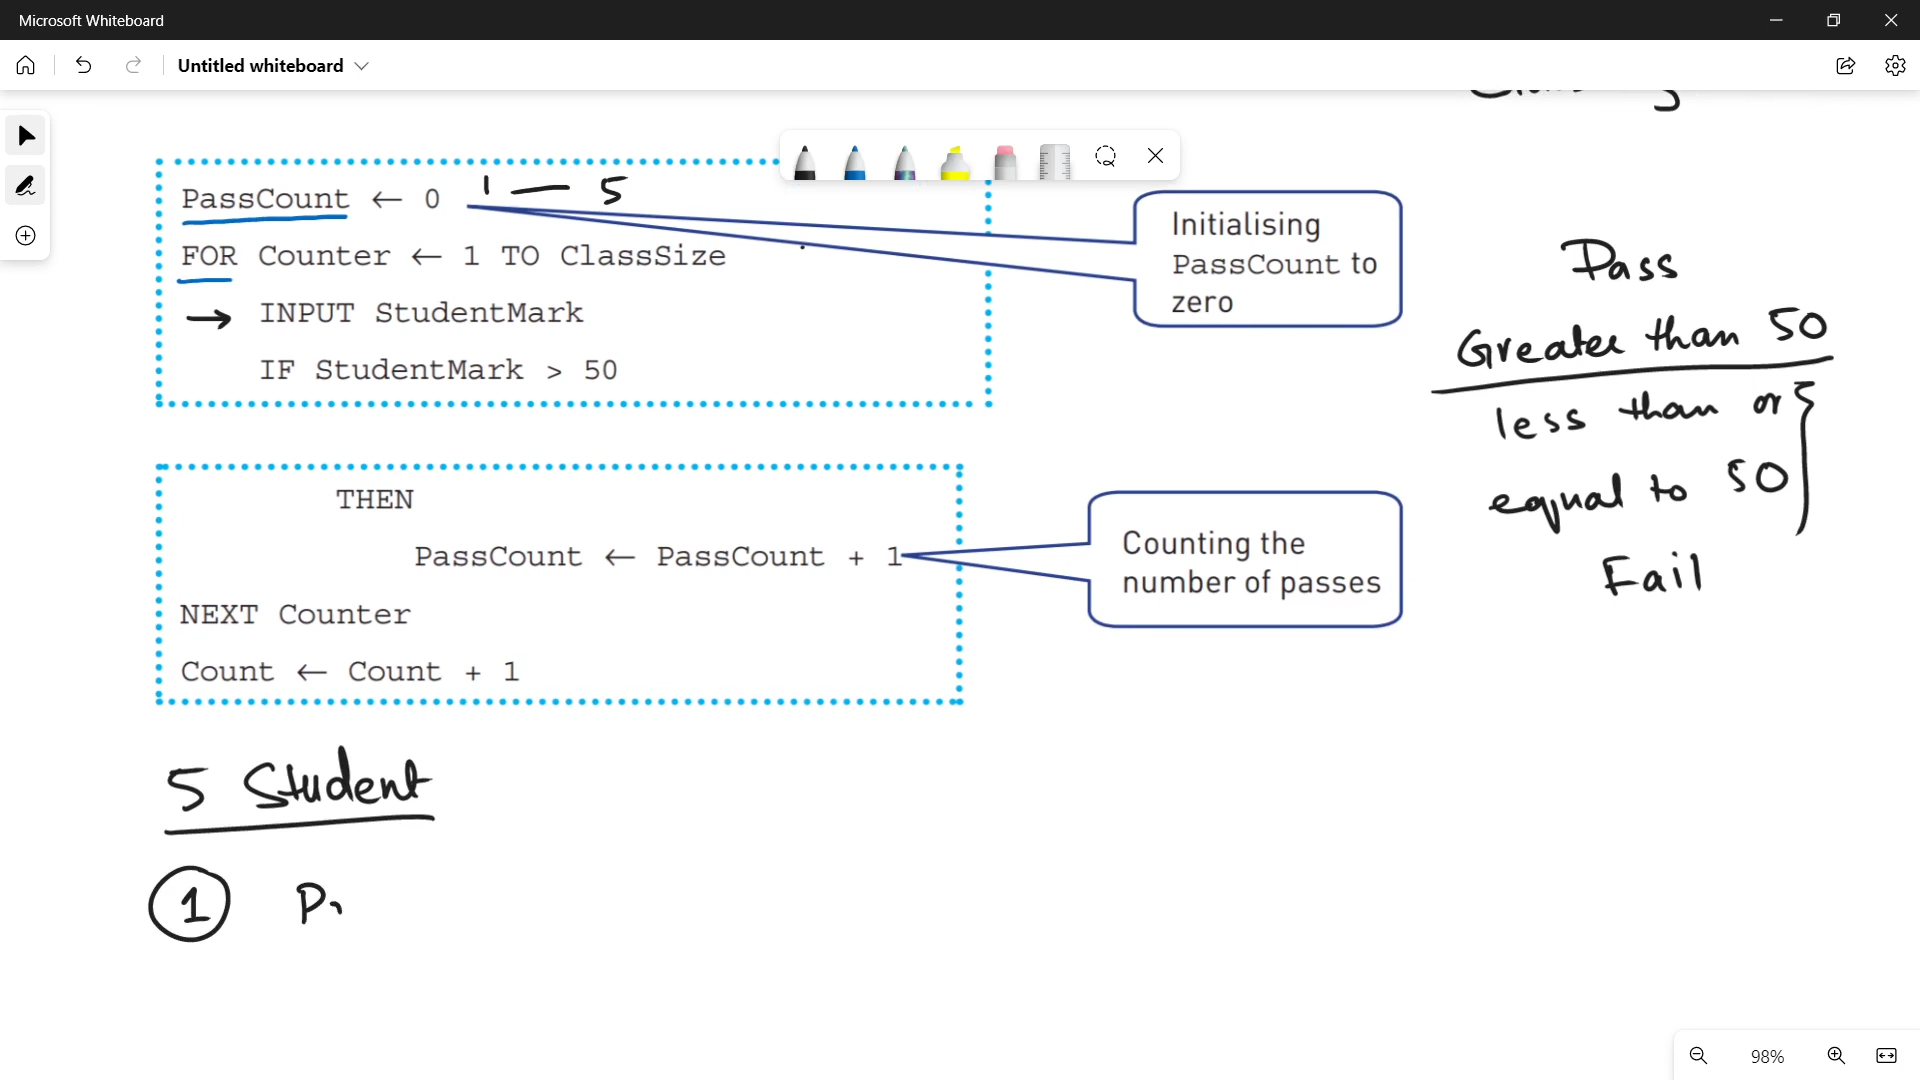 Microsoft Whiteboard
Untitled whiteboard
PassCount ← 0
1 — 5
FOR Counter ← 1 TO ClassSize
→ INPUT StudentMark
IF StudentMark > 50
Initialising
PassCount to
zero
THEN
PassCount ← PassCount + 1
NEXT Counter
Count ← Count + 1
Counting the
number of passes
Pass
Greater than 50
less than or
equal to 50
Fail
5 Student
1
98%